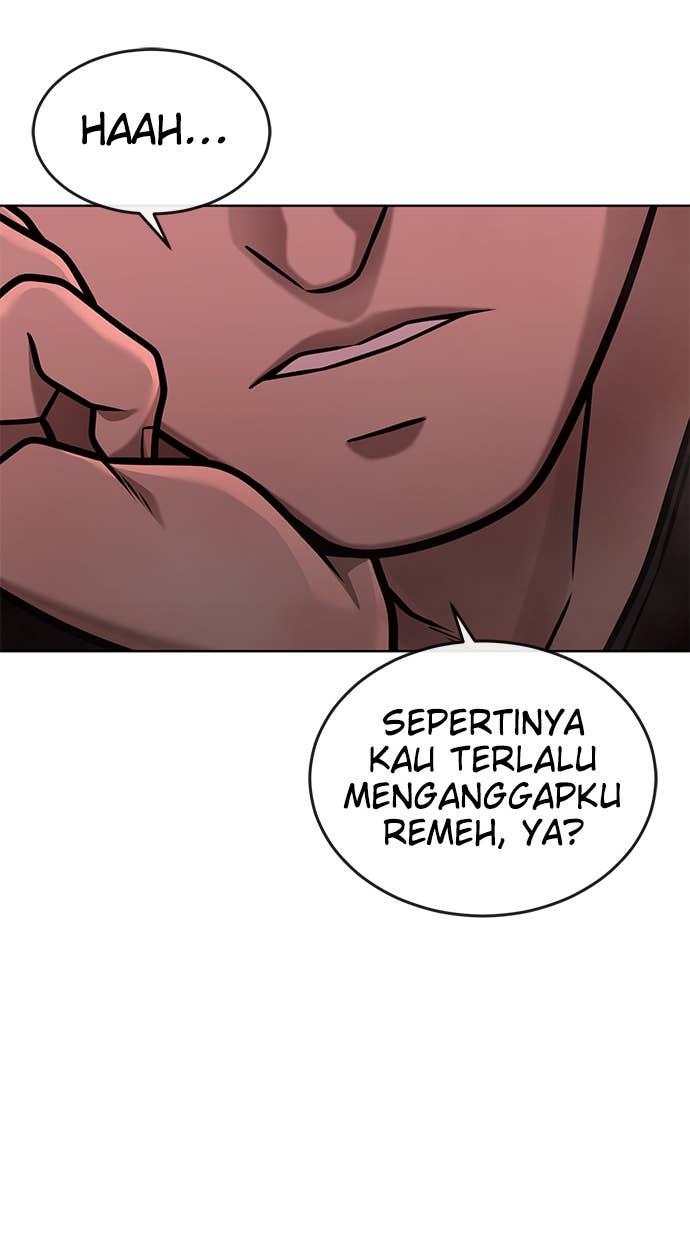 HAAH...
SEPERTINYA
KAU TERLALU
MENGANGGAPKU
REMEH, YA?